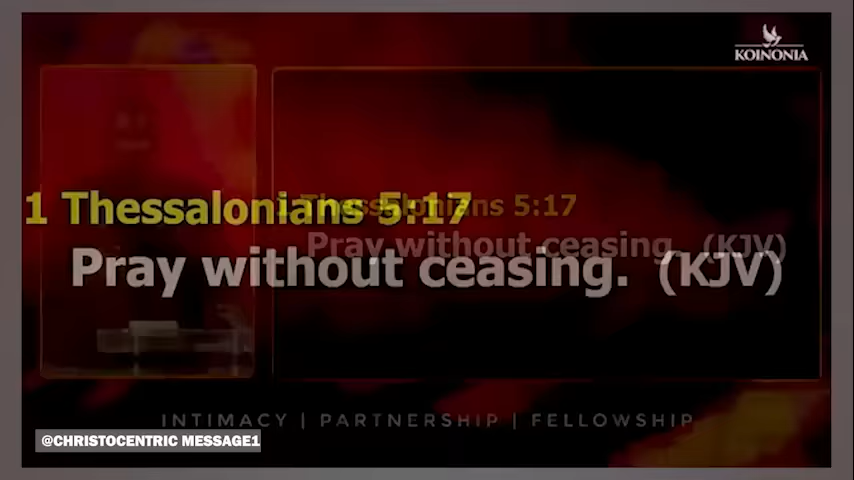 KOINONIA
1 Thessalonians 5:17
1 Thessalonians 5:17
Pray without ceasing. (KJV)
Pray without ceasing. (KJV)
INTIMACY | PARTNERSHIP | FELLOWSHIP
@CHRISTOCENTRIC MESSAGE1